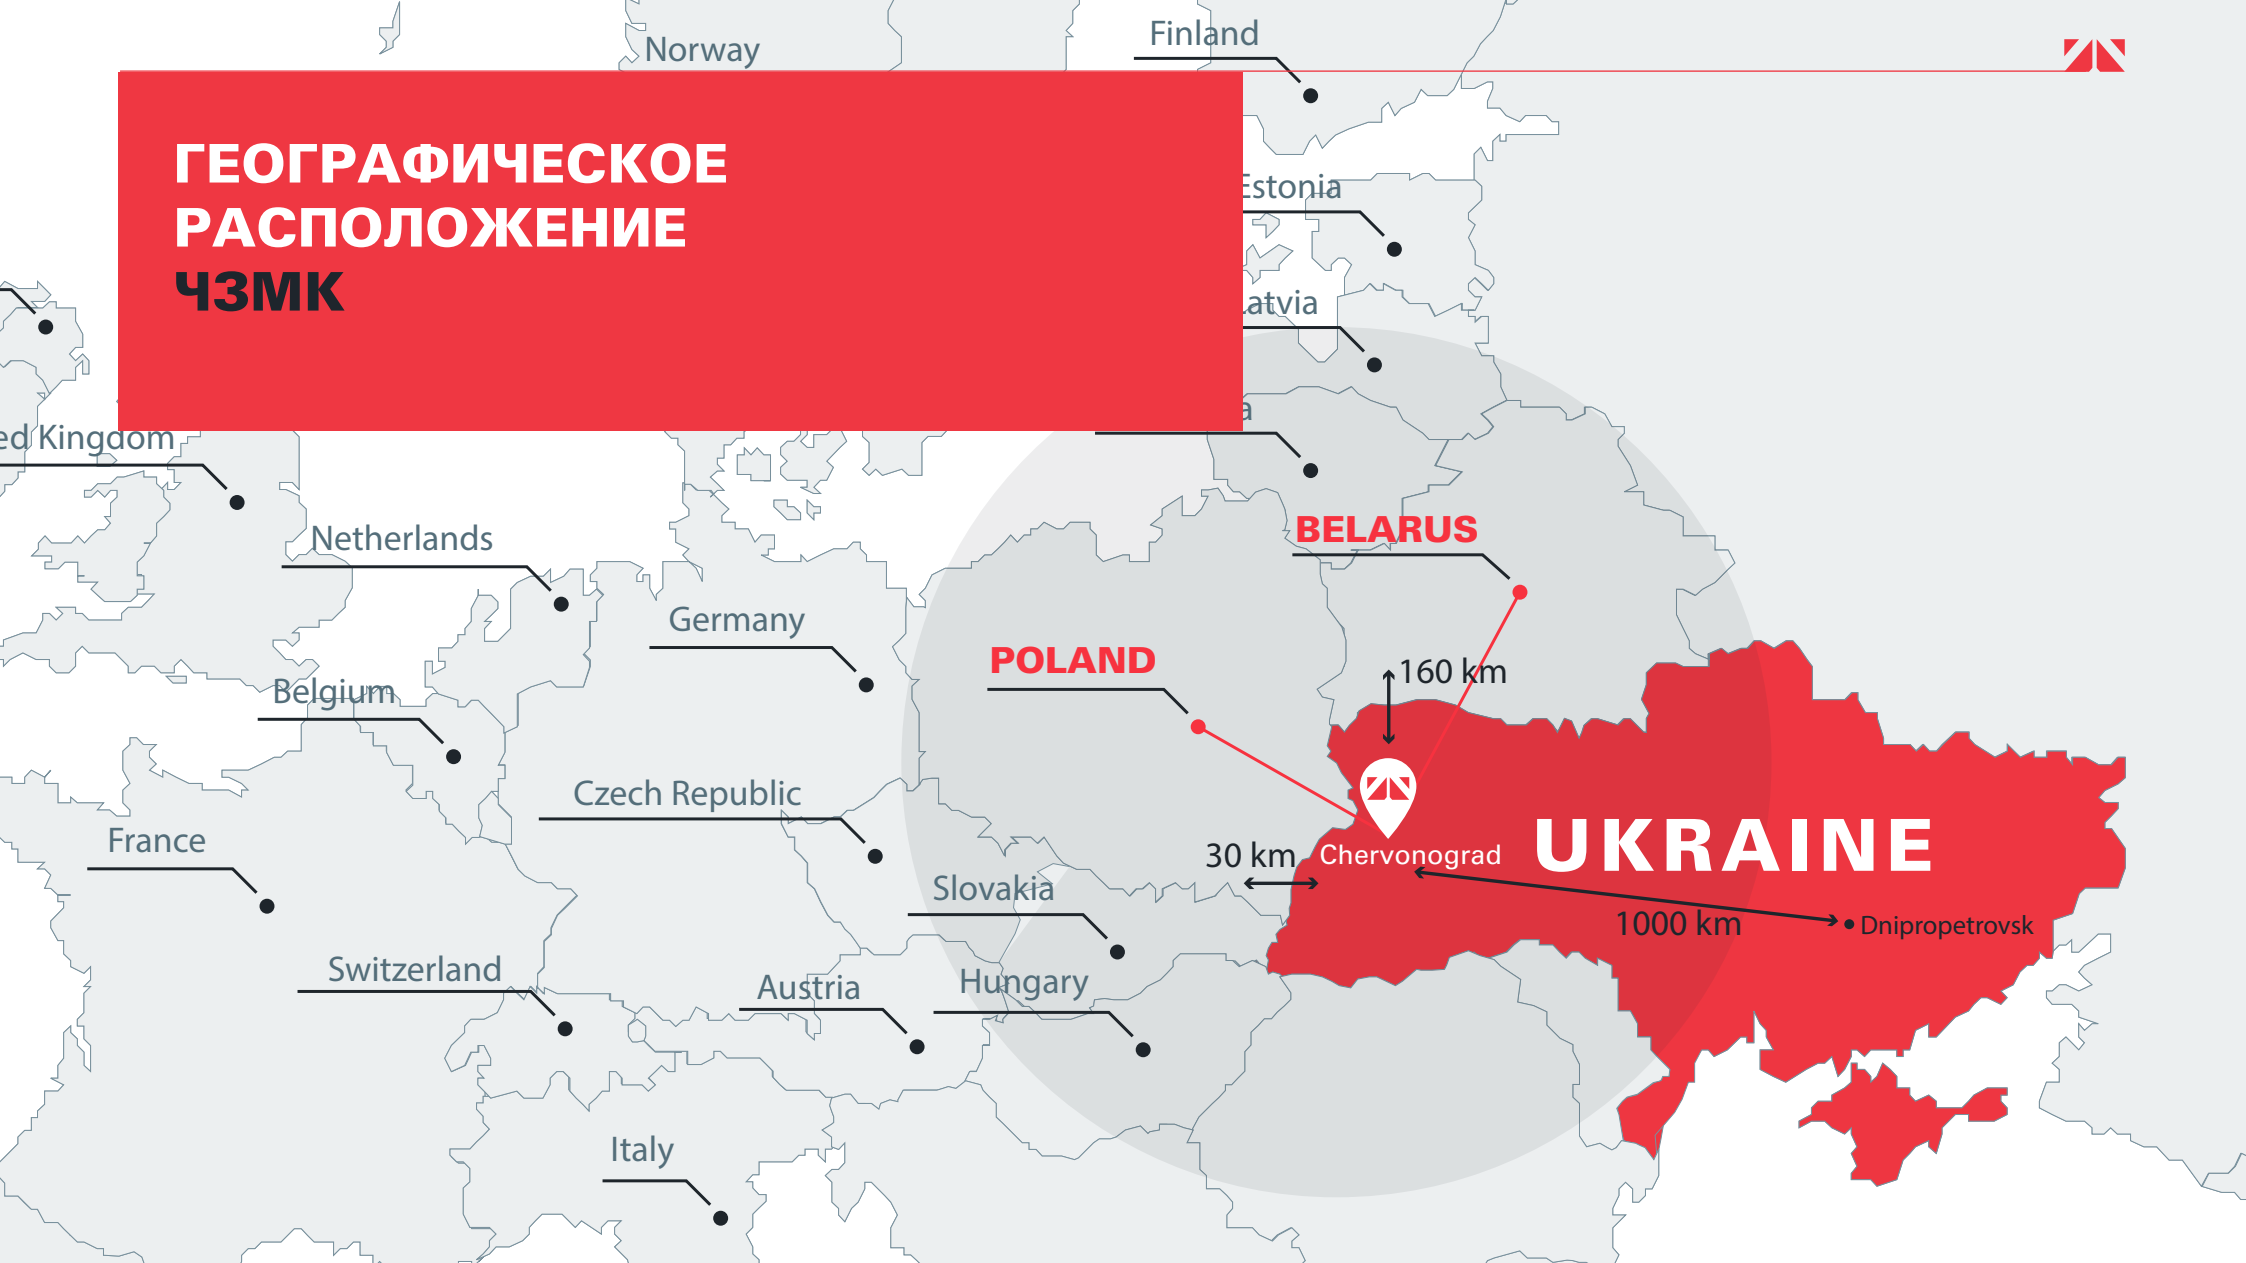 Norway
Finland
ГЕОГРАФИЧЕСКОЕ
РАСПОЛОЖЕНИЕ
ЧЗМК
Estonia
atvia
a
ed Kingdom
Netherlands
BELARUS
Germany
POLAND
160 km
Belgium
Czech Republic
France
30 km
Chervonograd
UKRAINE
Slovakia
1000 km
Dnipropetrovsk
Switzerland
Austria
Hungary
Italy